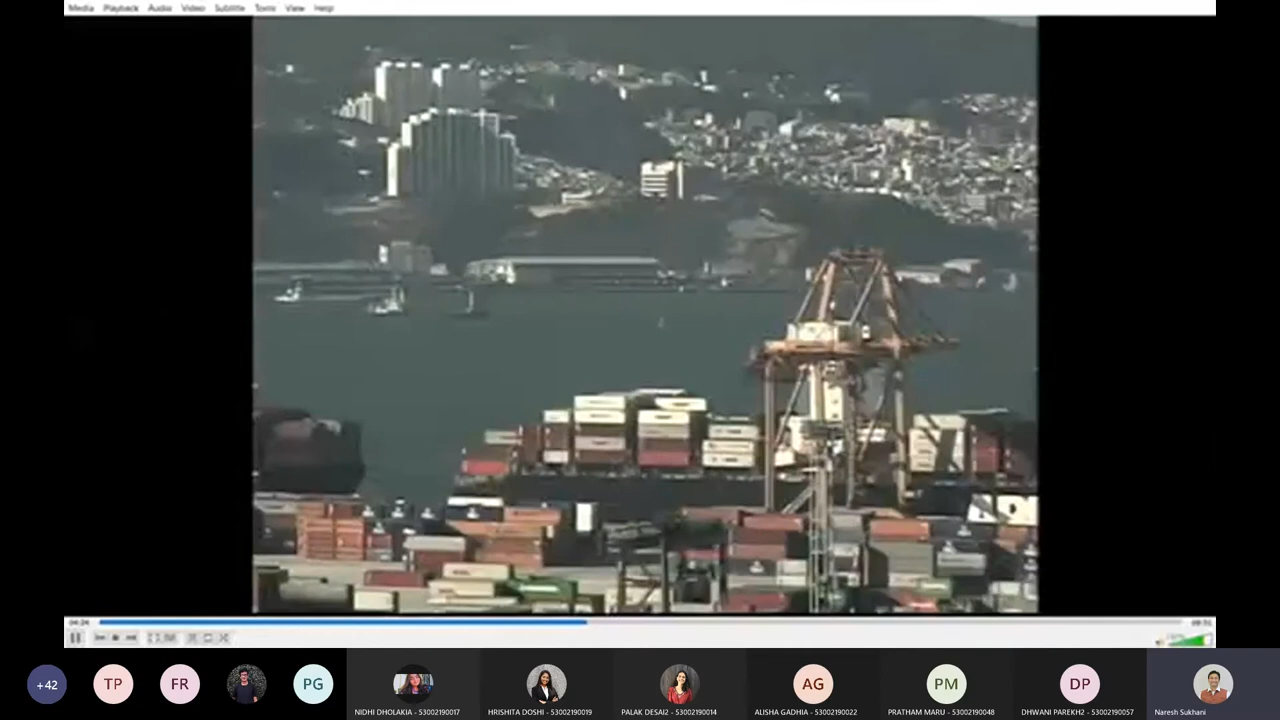 Media Playback Audio Video Subtitle Tools View Help
+42 TP FR PG AG PM DP
NIDHI DHOLAKIA - 53002190017 HRISHITA DOSHI - 53002190019 PALAK DESAI2 - 53002190014 ALISHA GADHIA - 53002190022 PRATHAM MARU - 53002190048 DHWANI PAREKH2 - 53002190057 Naresh Sukhani